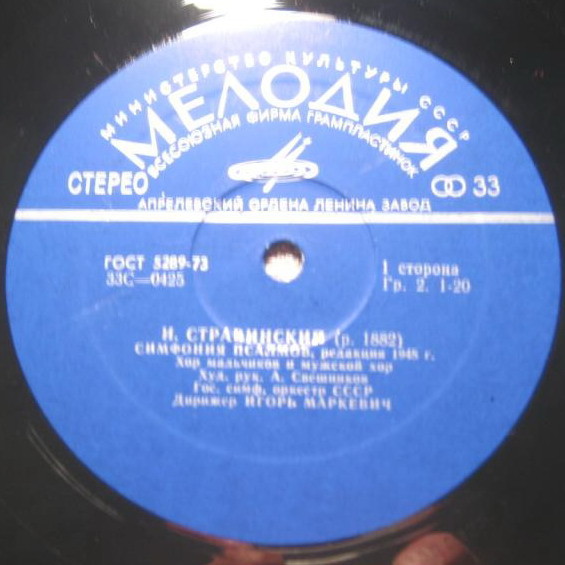 МИНИСТЕРСТВО КУЛЬТУРЫ СССР
МЕЛОДИЯ
ВСЕСОЮЗНАЯ ФИРМА ГРАМПЛАСТИНОК
СТЕРЕО
33
АПРЕЛЕВСКИЙ ОРДЕНА ЛЕНИНА ЗАВОД
ГОСТ 5289-73
33С—0425
1 сторона
Гр. 2. 1-20
И. СТРАВИНСКИЙ (р. 1882)
СИМФОНИЯ ПСАЛМОВ, редакция 1948 г.
Хор мальчиков и мужской хор
Худ. рук. А. Свешников
Гос. симф. оркестр СССР
Дирижер ИГОРЬ МАРКЕВИЧ